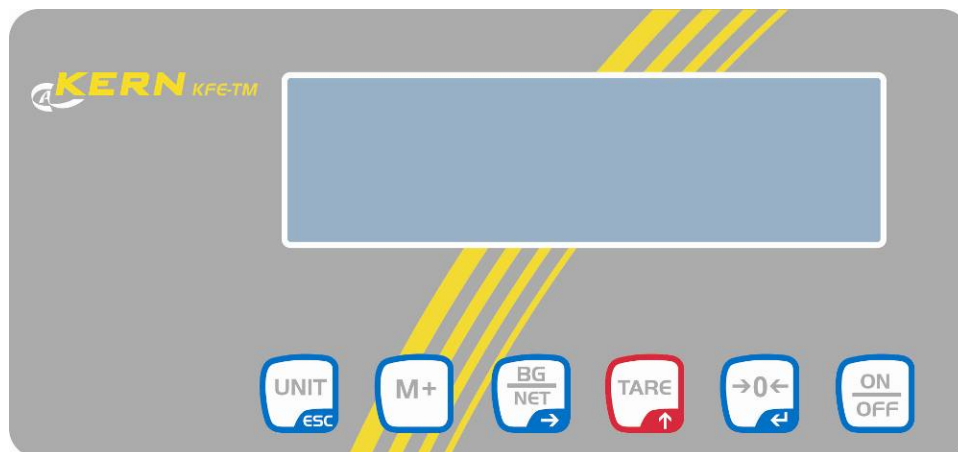 KERN KFE-TM
UNIT
ESC
M+
BG
NET
→
TARE
↑
→0←
↵
ON
OFF